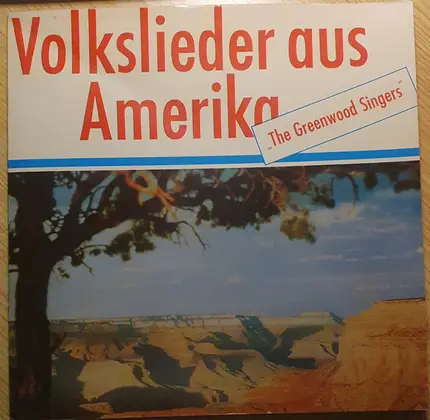 Volkslieder aus
Amerika
„The Greenwood Singers“